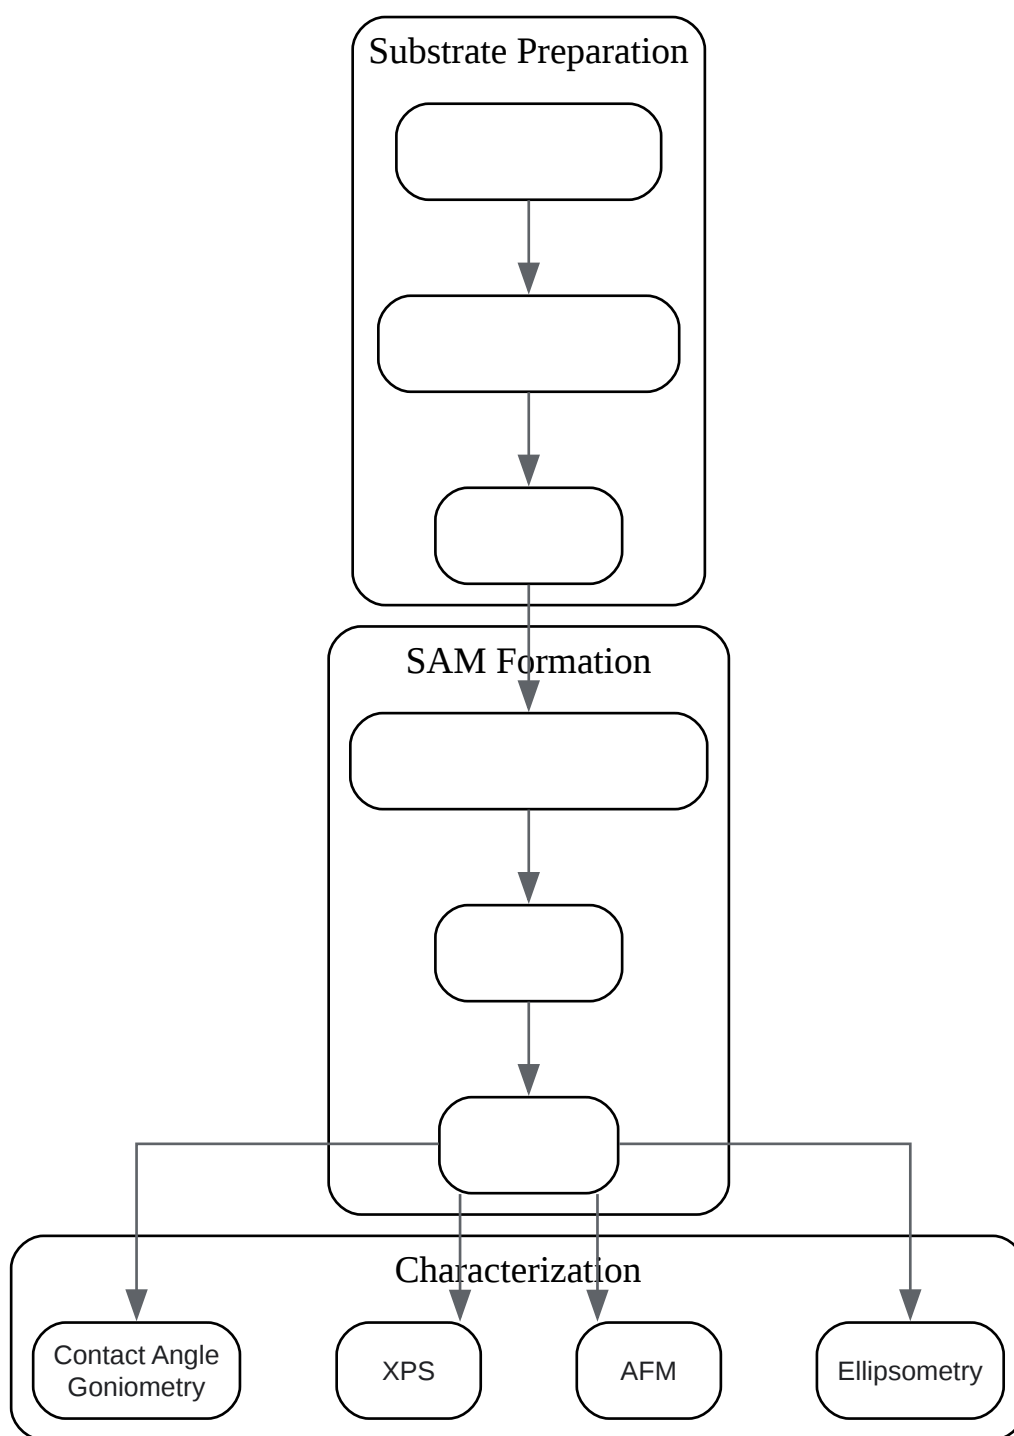 Substrate Preparation
SAM Formation
Characterization
Contact Angle
Goniometry
XPS
AFM
Ellipsometry